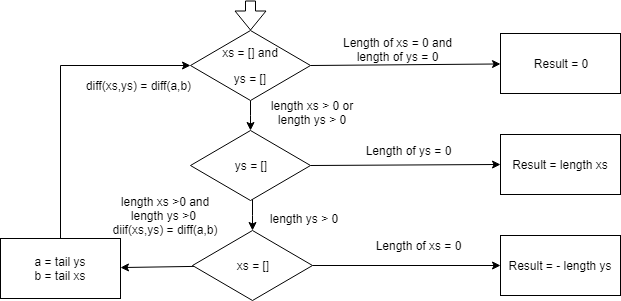 xs = [] and
ys = []
Length of xs = 0 and
length of ys = 0
Result = 0
diff(xs,ys) = diff(a,b)
length xs > 0 or
length ys > 0
ys = []
Length of ys = 0
Result = length xs
length xs >0 and
length ys >0
diif(xs,ys) = diff(a,b)
length ys > 0
xs = []
Length of xs = 0
Result = - length ys
a = tail ys
b = tail xs